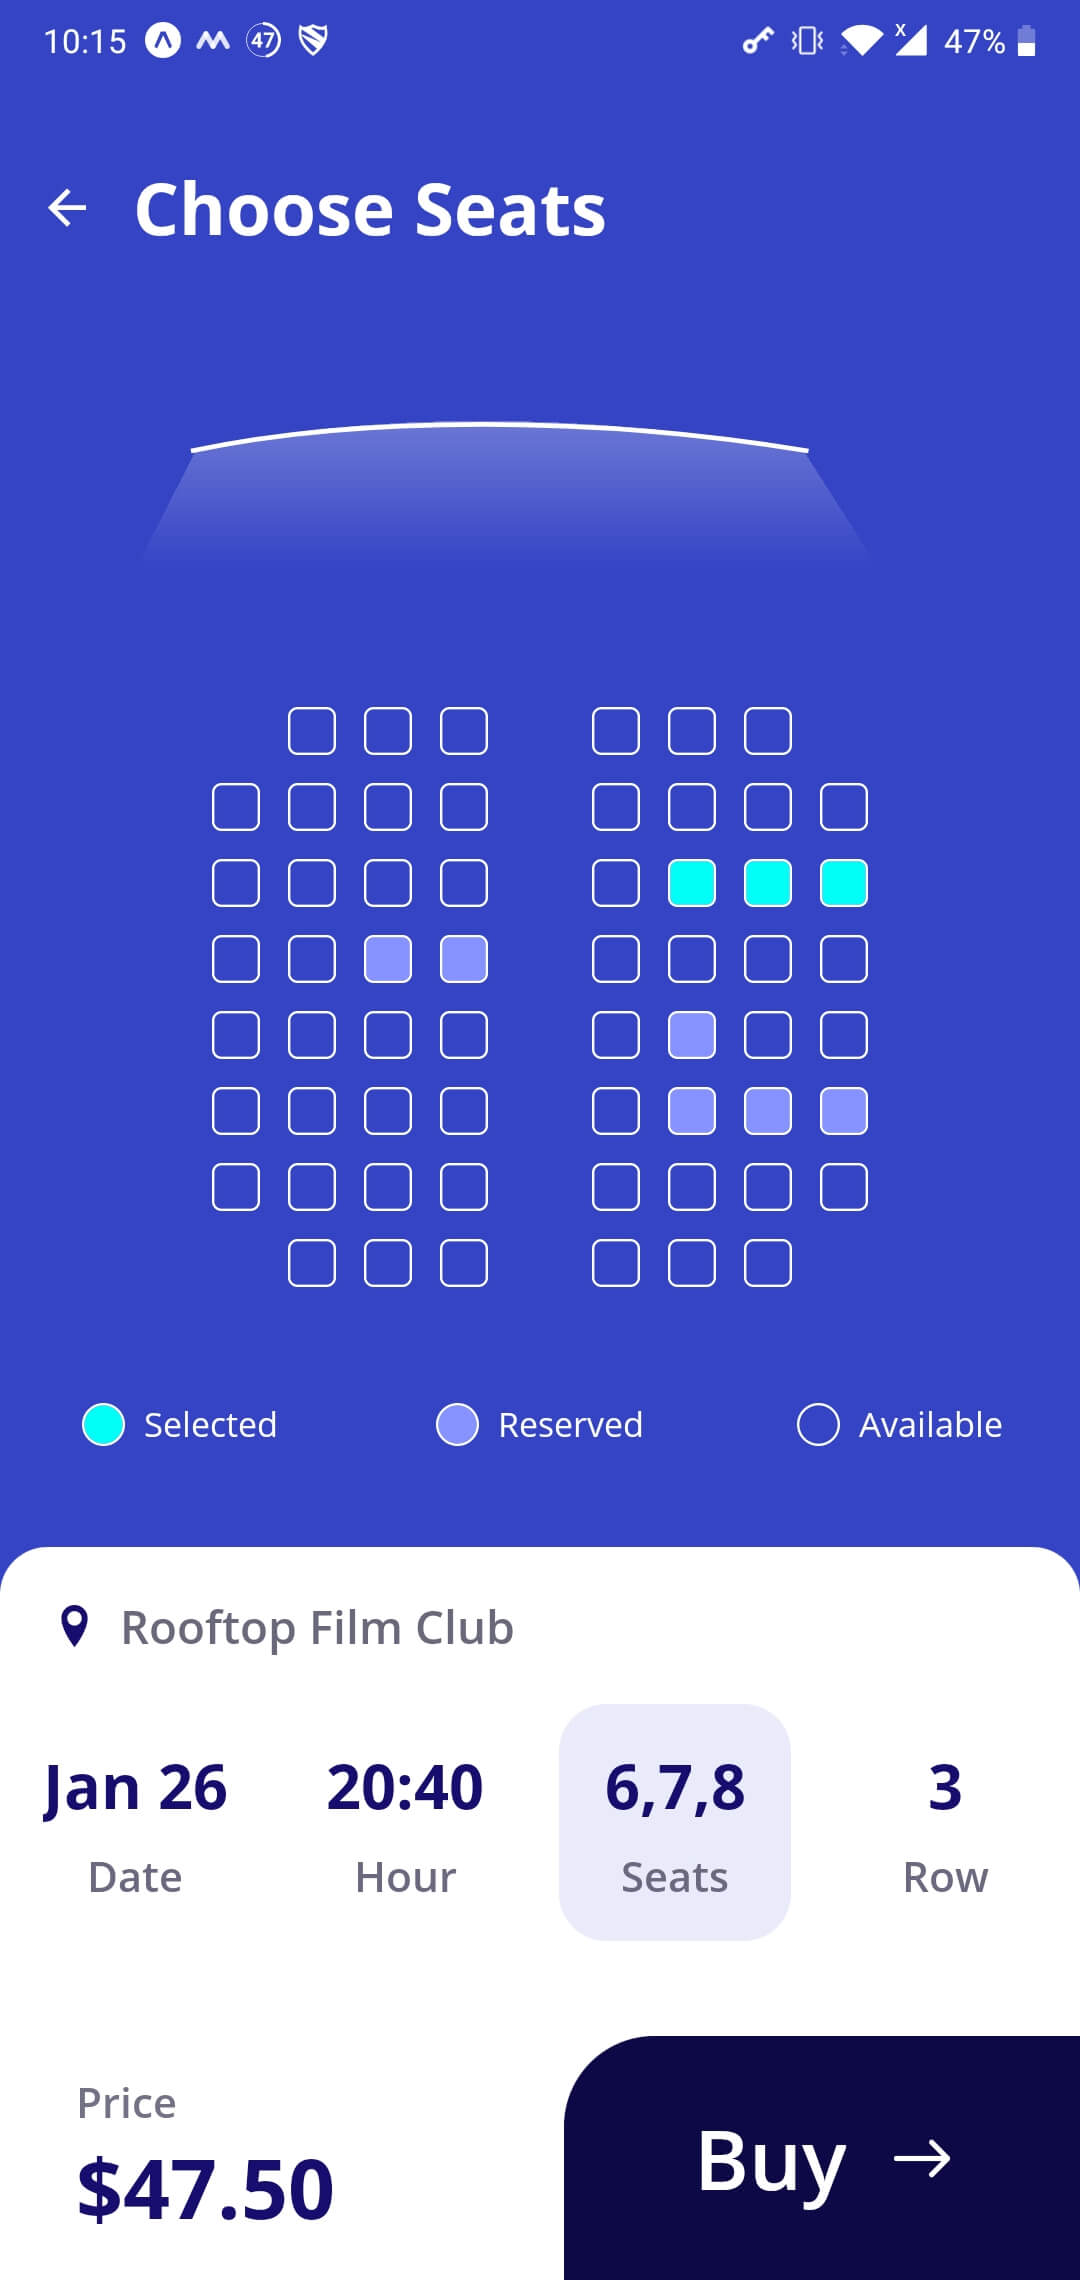 10:15 47 x 47%
Choose Seats
Selected Reserved Available
Rooftop Film Club
Jan 26 20:40 6,7,8 3
Date Hour Seats Row
Price
$47.50
Buy